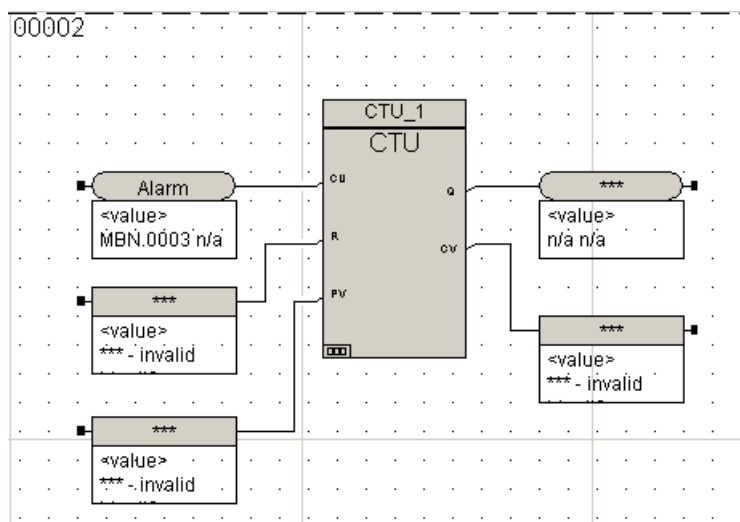 00002
CTU_1
CTU
Alarm
<value>
MBN.0003 n/a
CU
R
PV
Q
CV
***
<value>
n/a n/a
***
<value>
*** - invalid
***
<value>
*** - invalid
***
<value>
*** - invalid